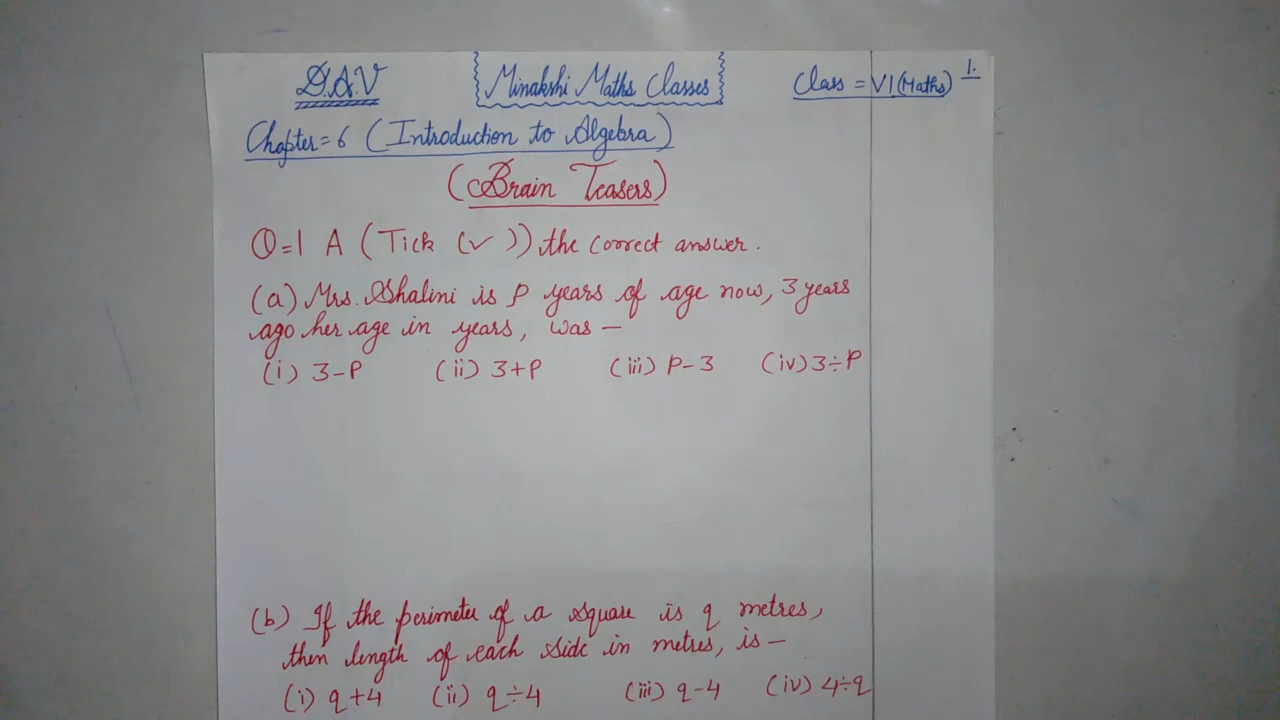 D.A.V Minakshi Maths Classes Class = VI (Maths) 1.
Chapter = 6 (Introduction to Algebra)
(Brain Teasers)
Q=1 A (Tick (✓)) the correct answer.
(a) Mrs. Shalini is P years of age now, 3 years
ago her age in years, was –
(i) 3-P (ii) 3+P (iii) P-3 (iv) 3÷P
(b) If the perimeter of a square is q metres,
then length of each side in metres, is –
(i) q+4 (ii) q÷4 (iii) q-4 (iv) 4÷q